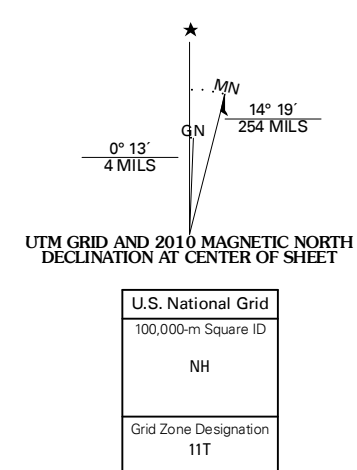 ★
MN
GN
14° 19´
254 MILS
0° 13´
4 MILS
UTM GRID AND 2010 MAGNETIC NORTH
DECLINATION AT CENTER OF SHEET
U.S. National Grid
100,000-m Square ID
NH
Grid Zone Designation
11T